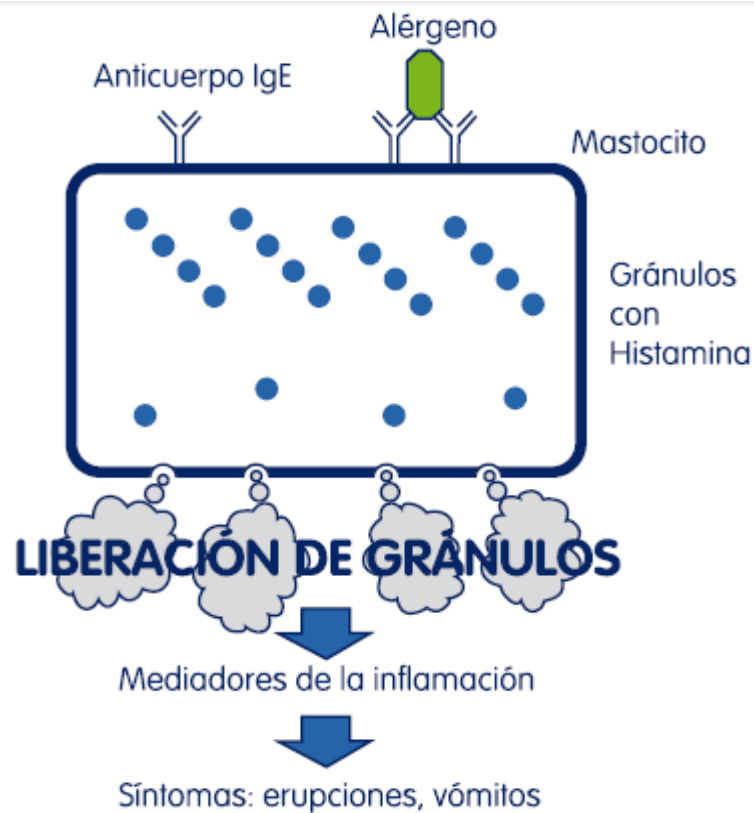 Alérgeno
Anticuerpo IgE
Mastocito
Gránulos
con
Histamina
LIBERACIÓN DE GRÁNULOS
Mediadores de la inflamación
Síntomas: erupciones, vómitos